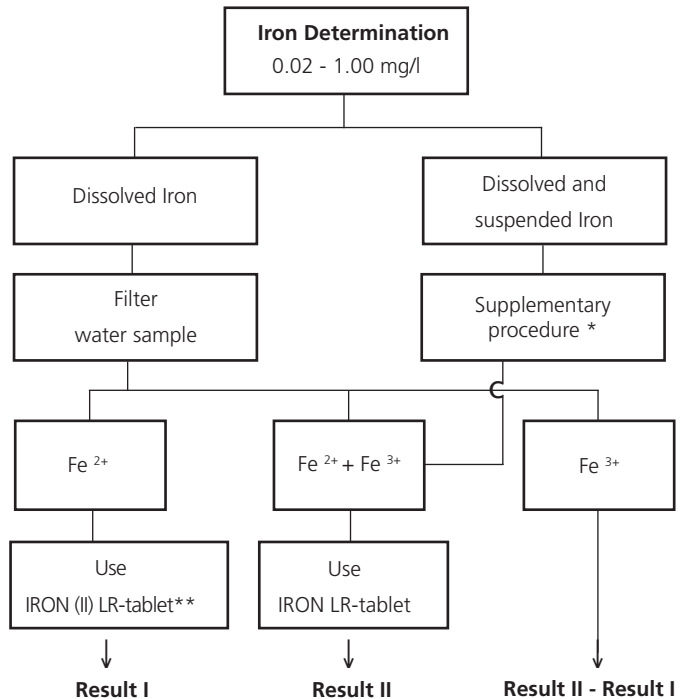 Iron Determination
0.02 - 1.00 mg/l
Dissolved Iron
Dissolved and
suspended Iron
Filter
water sample
Supplementary
procedure *
Fe 2+
Fe 2+ + Fe 3+
Fe 3+
Use
IRON (II) LR-tablet**
Use
IRON LR-tablet
Result I
Result II
Result II - Result I